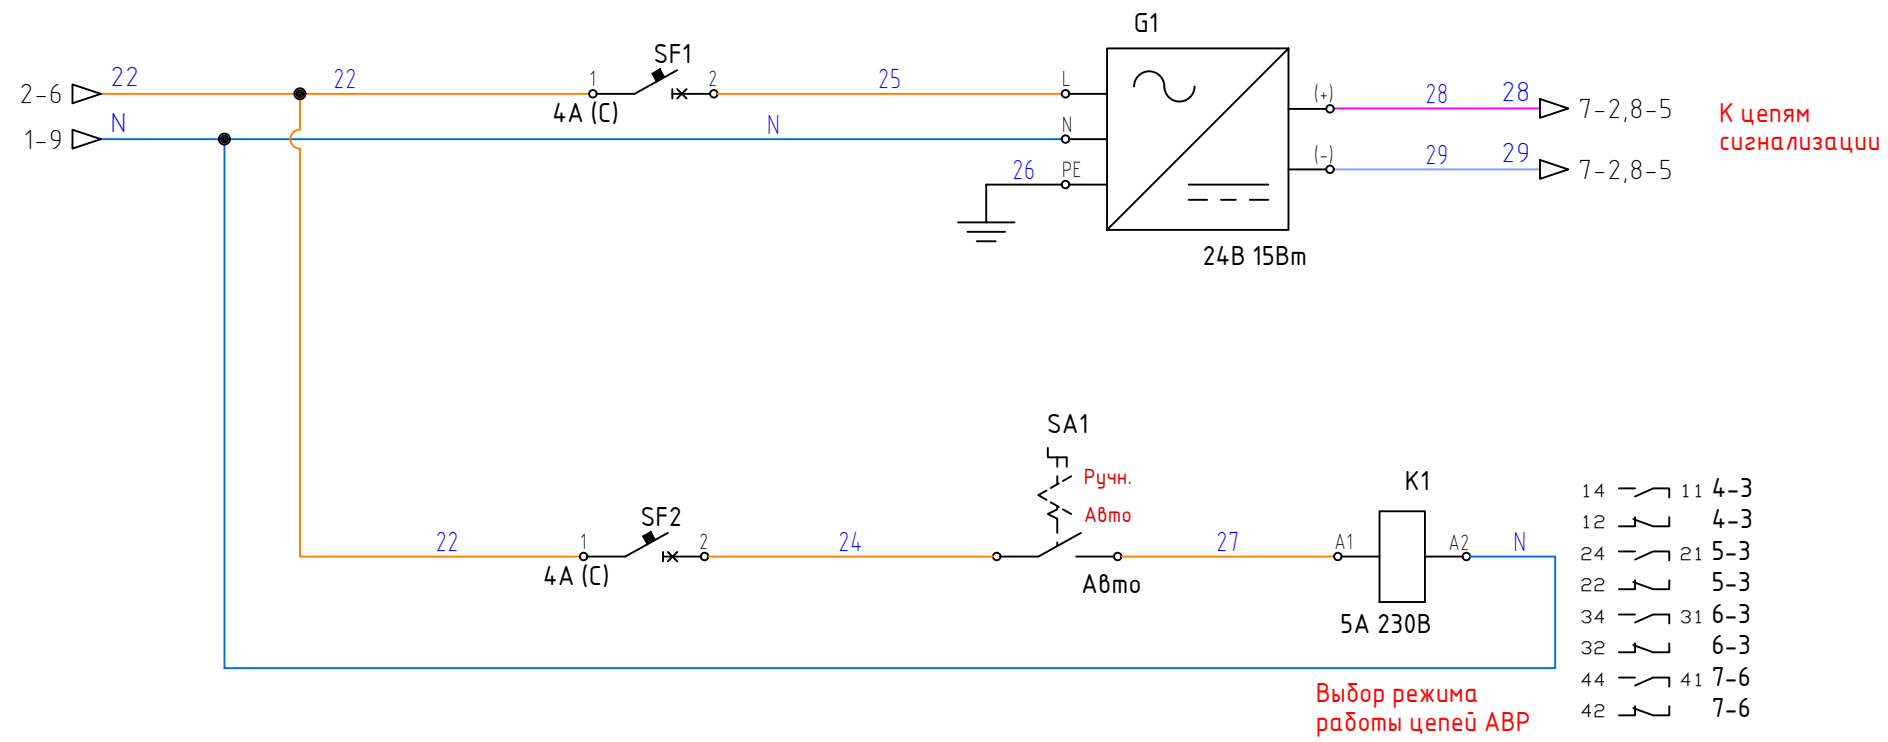 G1
SF1
2-6
22
22
1
2
25
L
4А (С)
(+)
28
28
7-2,8-5
К цепям
сигнализации
1-9
N
N
N
26
PE
(-)
29
29
7-2,8-5
24В 15Вт
SA1
Ручн.
Авто
K1
SF2
22
1
2
24
27
A1
A2
N
4А (С)
Авто
5А 230В
14 11 4-3
12 4-3
24 21 5-3
22 5-3
34 31 6-3
32 6-3
44 41 7-6
42 7-6
Выбор режима
работы цепей АВР